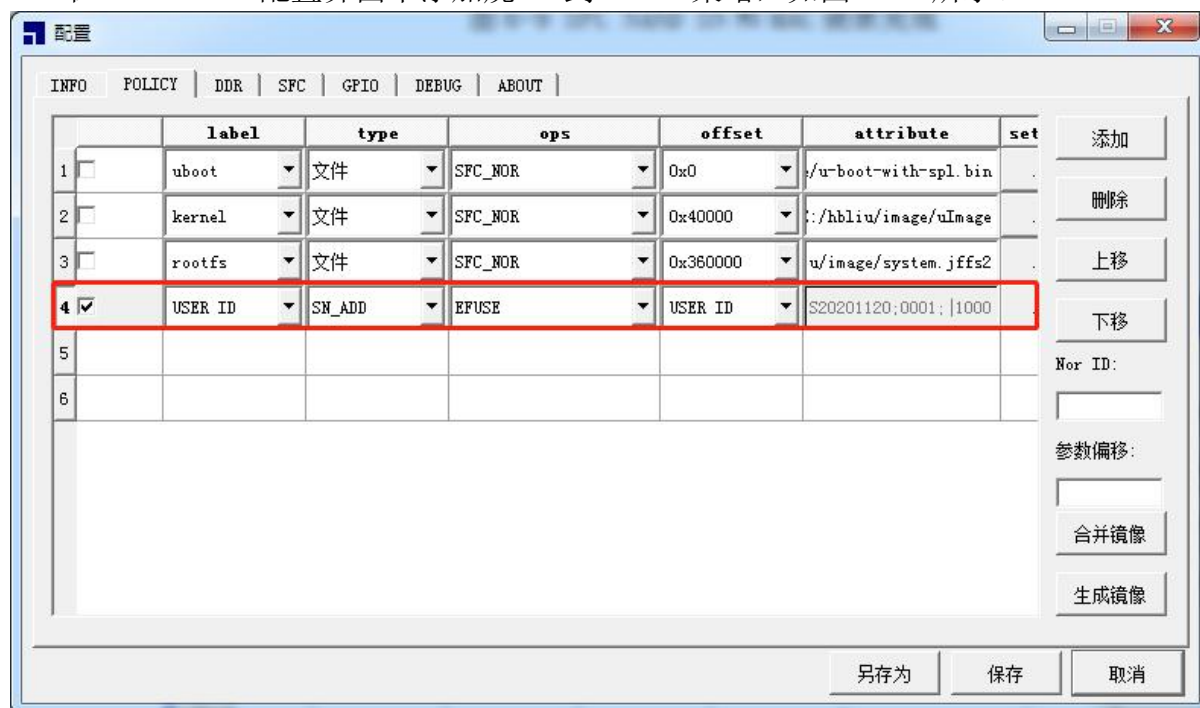 配置
INFO POLICY DDR SFC GPIO DEBUG ABOUT
label type ops offset attribute set
添加
1 uboot 文件 SFC_NOR 0x0 /u-boot-with-spl.bin .
删除
2 kernel 文件 SFC_NOR 0x40000 :/hbliu/image/uImage .
3 rootfs 文件 SFC_NOR 0x360000 u/image/system.jffs2 .
上移
4 USER ID SN_ADD EFUSE USER ID S20201120;0001; |1000 .
下移
5
Nor ID:
6
参数偏移:
合并镜像
生成镜像
另存为 保存 取消